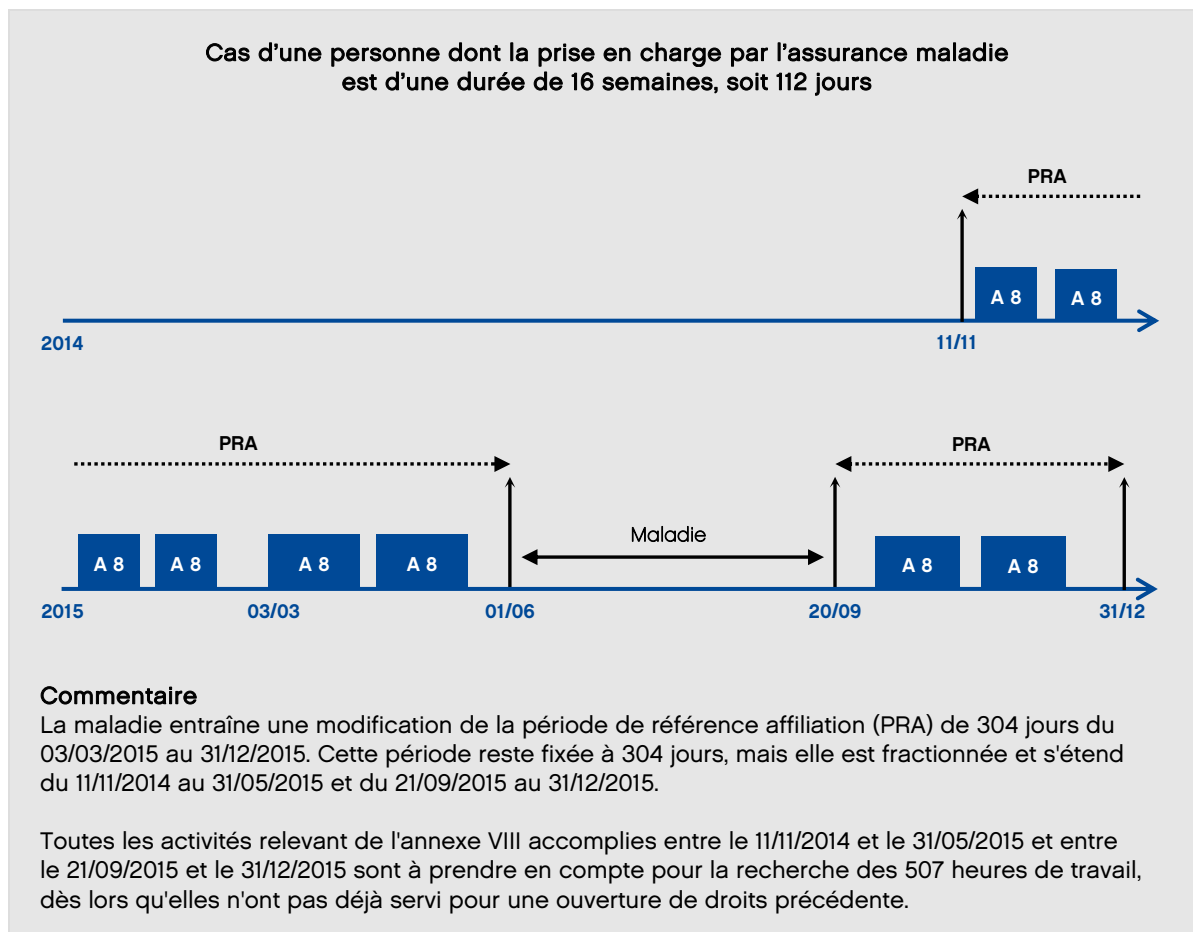 Cas d’une personne dont la prise en charge par l’assurance maladie
est d’une durée de 16 semaines, soit 112 jours
PRA
A 8
A 8
2014
11/11
PRA
PRA
Maladie
A 8
A 8
A 8
A 8
A 8
A 8
2015
03/03
01/06
20/09
31/12
Commentaire
La maladie entraîne une modification de la période de référence affiliation (PRA) de 304 jours du
03/03/2015 au 31/12/2015. Cette période reste fixée à 304 jours, mais elle est fractionnée et s'étend
du 11/11/2014 au 31/05/2015 et du 21/09/2015 au 31/12/2015.
Toutes les activités relevant de l'annexe VIII accomplies entre le 11/11/2014 et le 31/05/2015 et entre
le 21/09/2015 et le 31/12/2015 sont à prendre en compte pour la recherche des 507 heures de travail,
dès lors qu'elles n'ont pas déjà servi pour une ouverture de droits précédente.